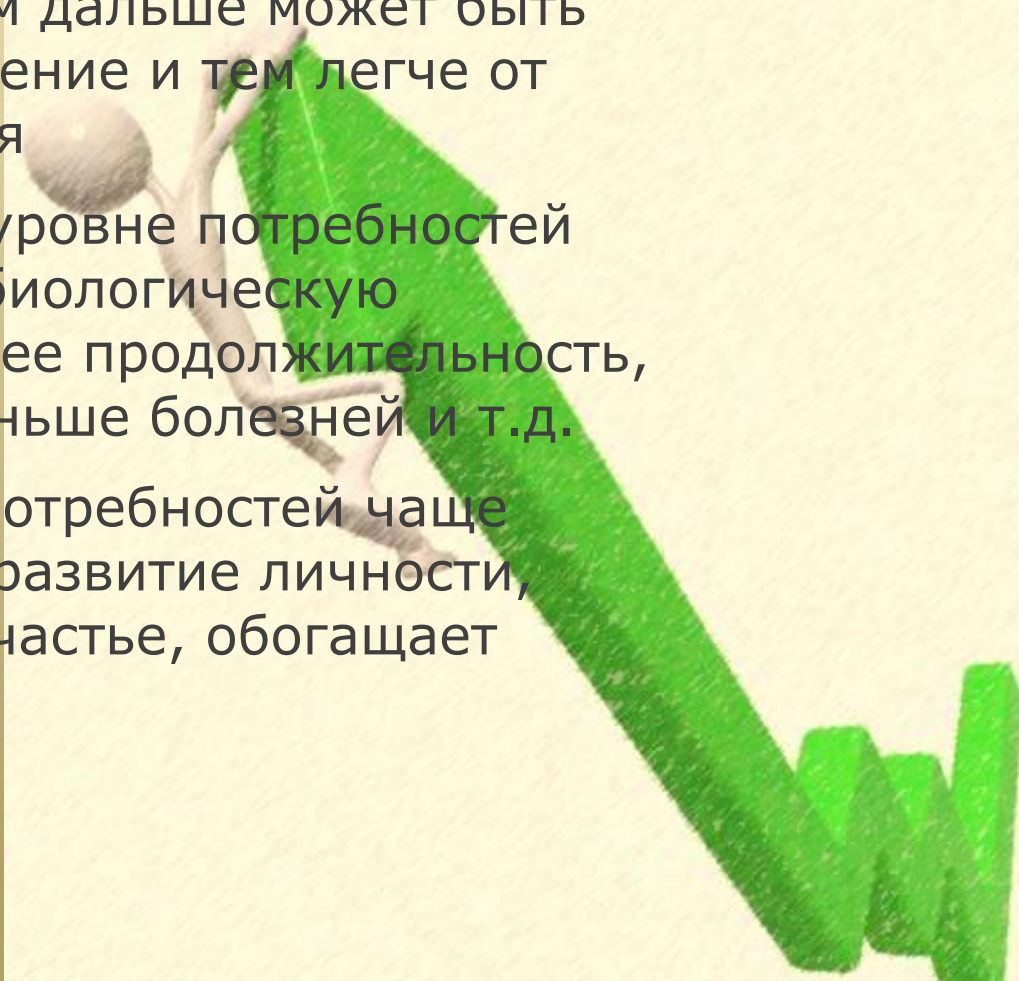 м дальше может быть
ение и тем легче от
я
уровне потребностей
биологическую
ее продолжительность,
ньше болезней и т.д.
отребностей чаще
развитие личности,
частье, обогащает